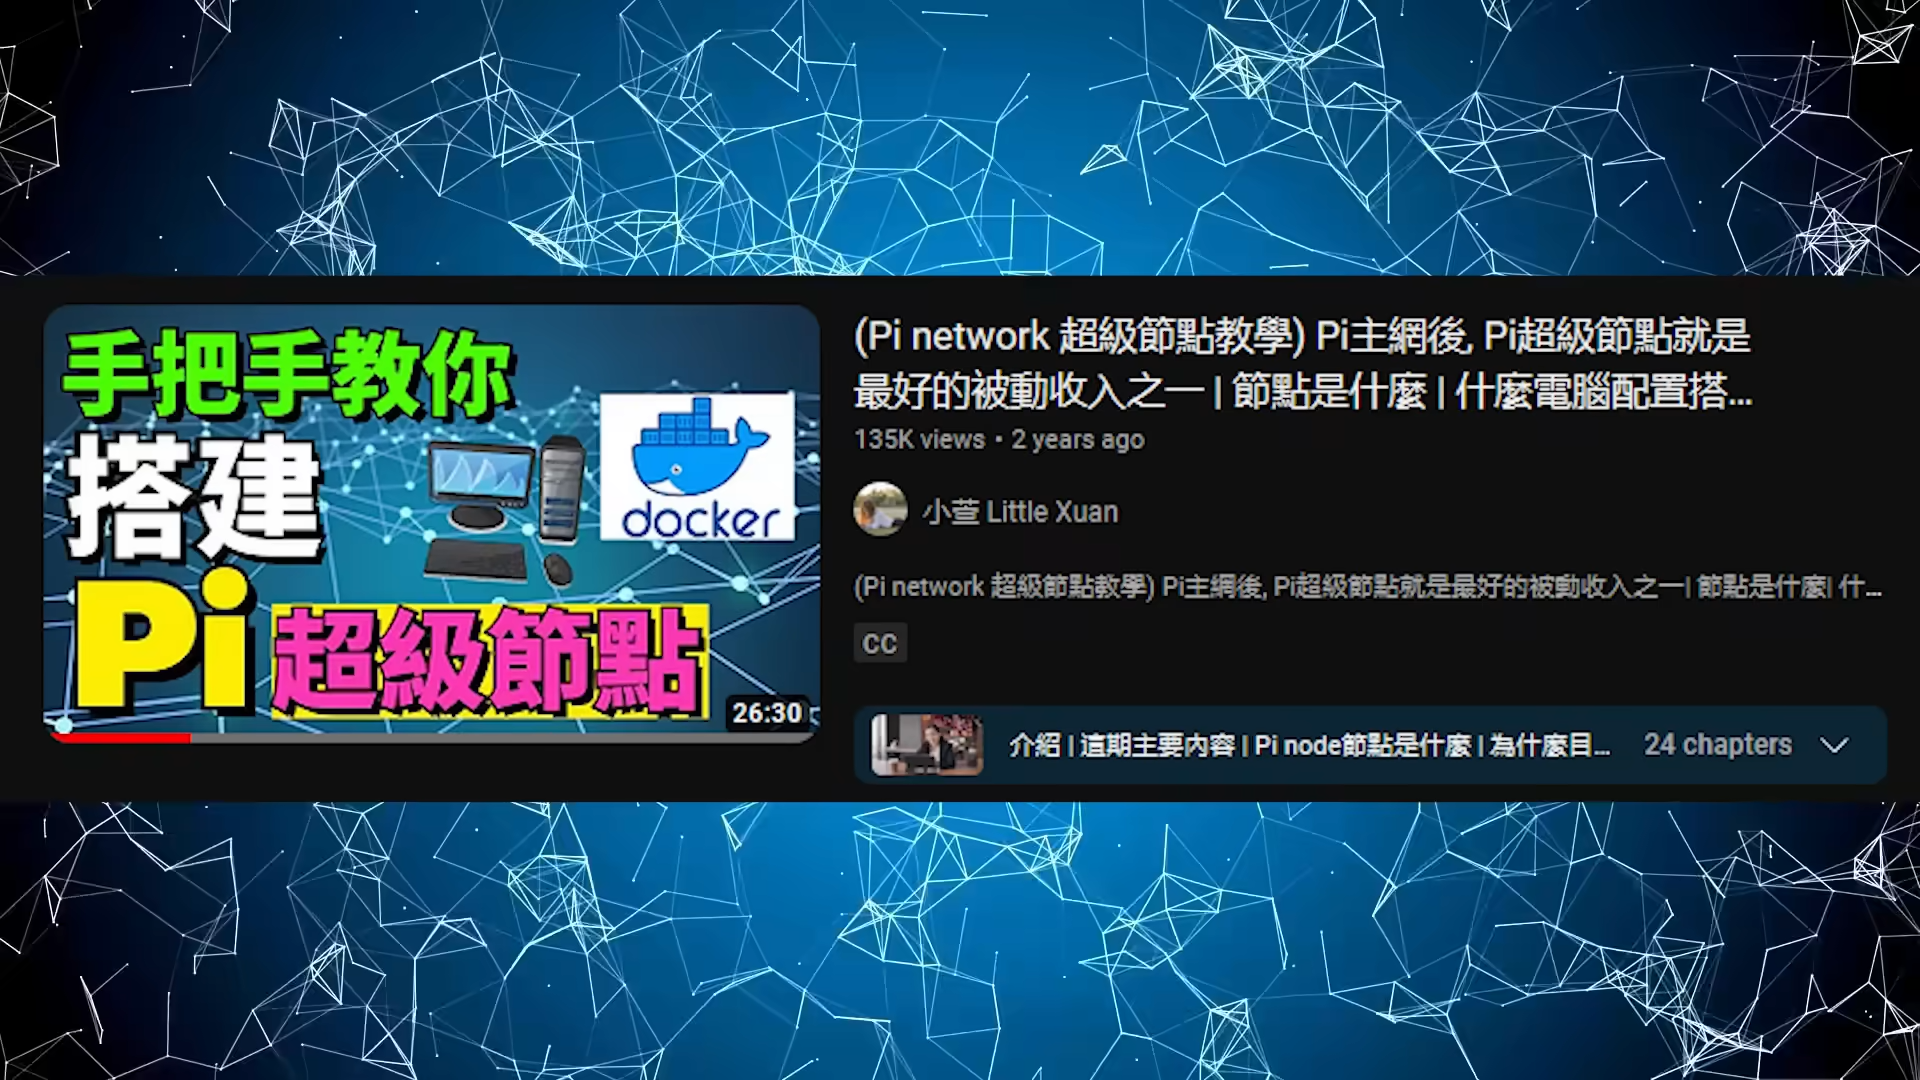 手把手教你
搭建
docker
Pi 超級節點
26:30
(Pi network 超級節點教學) Pi主網後, Pi超級節點就是
最好的被動收入之一 | 節點是什麼 | 什麼電腦配置搭...
135K views • 2 years ago
小萱 Little Xuan
(Pi network 超級節點教學) Pi主網後, Pi超級節點就是最好的被動收入之一| 節點是什麼| 什...
CC
介紹 | 這期主要內容 | Pi node節點是什麼 | 為什麼目...
24 chapters